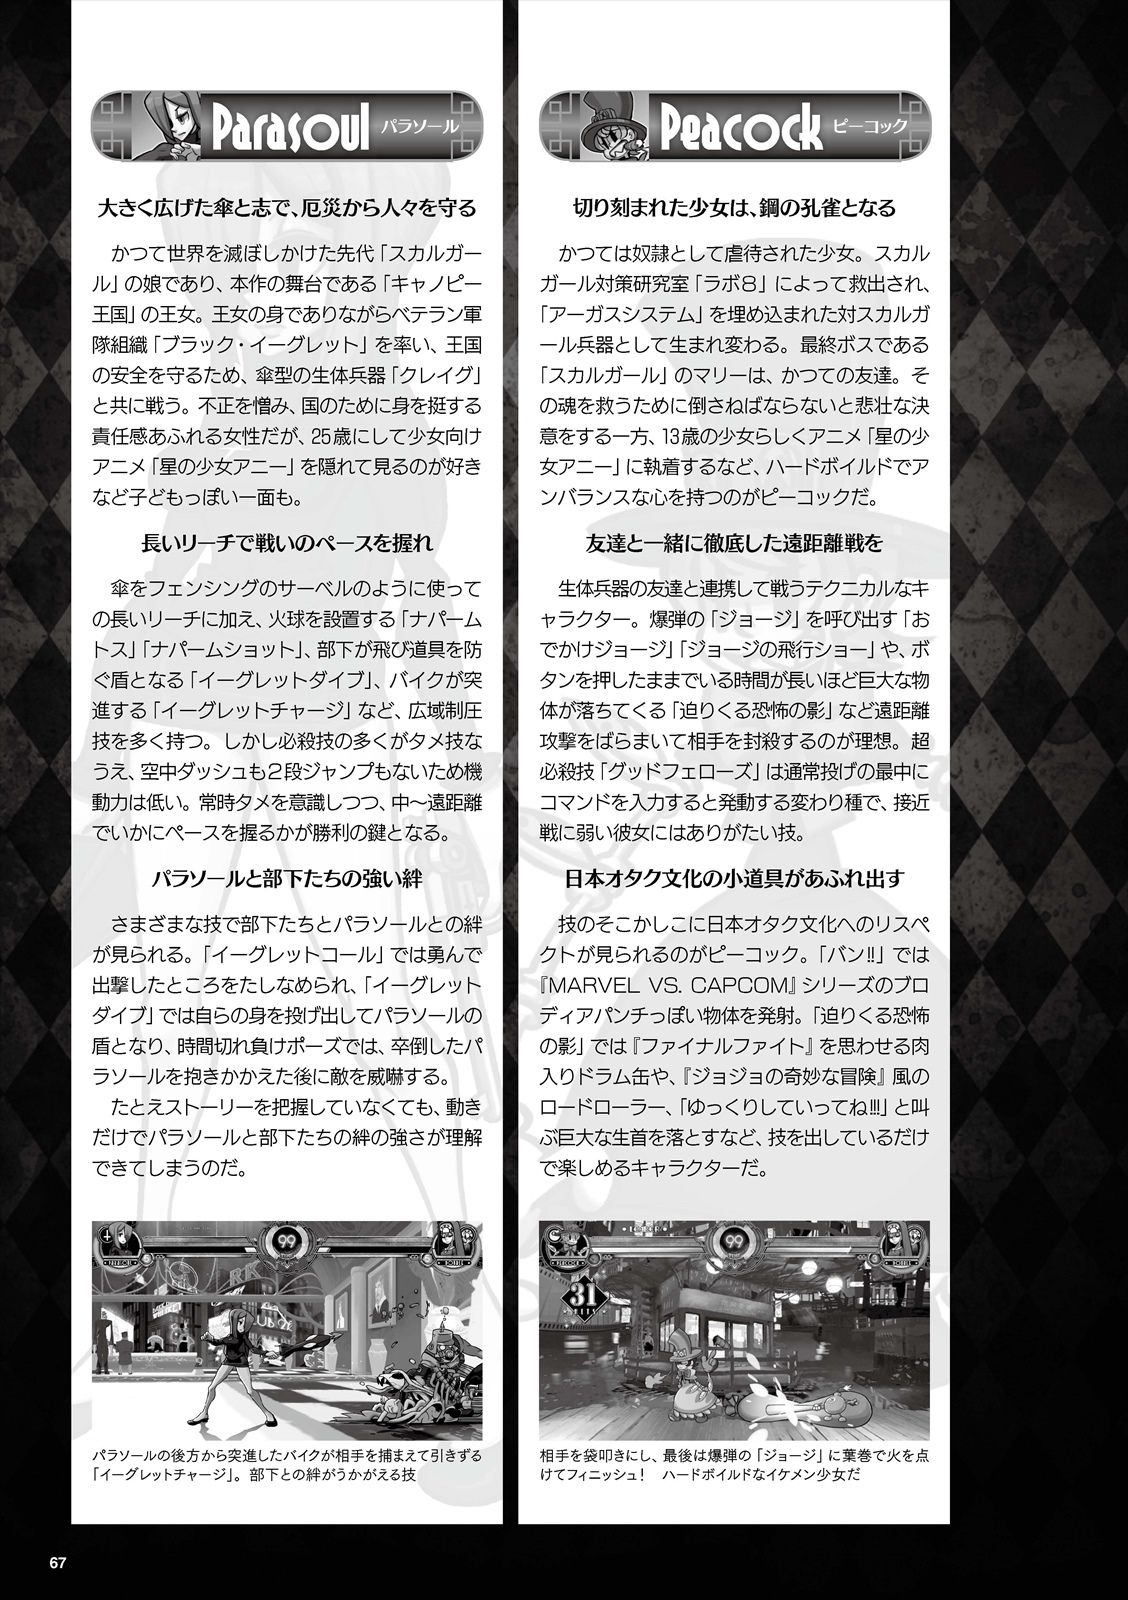 Parasoul パラソール
大きく広げた傘と志で、厄災から人々を守る
かつて世界を滅ぼしかけた先代「スカルガー
ル」の娘であり、本作の舞台である「キャノピー
王国」の王女。王女の身でありながらベテラン軍
隊組織「ブラック・イーグレット」を率い、王国
の安全を守るため、傘型の生体兵器「クレイグ」
と共に戦う。不正を憎み、国のために身を挺する
責任感あふれる女性だが、25歳にして少女向け
アニメ「星の少女アニー」を隠れて見るのが好き
など子どもっぽい一面も。
長いリーチで戦いのペースを握れ
傘をフェンシングのサーベルのように使って
の長いリーチに加え、火球を設置する「ナパーム
トス」「ナパームショット」、部下が飛び道具を防
ぐ盾となる「イーグレットダイブ」、バイクが突
進する「イーグレットチャージ」など、広域制圧
技を多く持つ。しかし必殺技の多くがタメ技な
うえ、空中ダッシュも２段ジャンプもないため機
動力は低い。常時タメを意識しつつ、中〜遠距離
でいかにペースを握るかが勝利の鍵となる。
パラソールと部下たちの強い絆
さまざまな技で部下たちとパラソールとの絆
が見られる。「イーグレットコール」では勇んで
出撃したところをたしなめられ、「イーグレット
ダイブ」では自らの身を投げ出してパラソールの
盾となり、時間切れ負けポーズでは、卒倒したパ
ラソールを抱きかかえた後に敵を威嚇する。
たとえストーリーを把握していなくても、動き
だけでパラソールと部下たちの絆の強さが理解
できてしまうのだ。
99
パラソールの後方から突進したバイクが相手を捕まえて引きずる
「イーグレットチャージ」。部下との絆がうかがえる技
Peacock ピーコック
切り刻まれた少女は、鋼の孔雀となる
かつては奴隷として虐待された少女。スカル
ガール対策研究室「ラボ８」によって救出され、
「アーガスシステム」を埋め込まれた対スカルガ
ール兵器として生まれ変わる。最終ボスである
「スカルガール」のマリーは、かつての友達。そ
の魂を救うために倒さねばならないと悲壮な決
意をする一方、13歳の少女らしくアニメ「星の少
女アニー」に執着するなど、ハードボイルドでア
ンバランスな心を持つのがピーコックだ。
友達と一緒に徹底した遠距離戦を
生体兵器の友達と連携して戦うテクニカルなキ
ャラクター。爆弾の「ジョージ」を呼び出す「お
でかけジョージ」「ジョージの飛行ショー」や、ボ
タンを押したままでいる時間が長いほど巨大な物
体が落ちてくる「迫りくる恐怖の影」など遠距離
攻撃をばらまいて相手を封殺するのが理想。超
必殺技「グッドフェローズ」は通常投げの最中に
コマンドを入力すると発動する変わり種で、接近
戦に弱い彼女にはありがたい技。
日本オタク文化の小道具があふれ出す
技のそこかしこに日本オタク文化へのリスペ
クトが見られるのがピーコック。「バン!!」では
『MARVEL VS. CAPCOM』シリーズのプロ
ディアパンチっぽい物体を発射。「迫りくる恐怖
の影」では『ファイナルファイト』を思わせる肉
入りドラム缶や、『ジョジョの奇妙な冒険』風の
ロードローラー、「ゆっくりしていってね!!!」と叫
ぶ巨大な生首を落とすなど、技を出しているだけ
で楽しめるキャラクターだ。
99
31
相手を袋叩きにし、最後は爆弾の「ジョージ」に葉巻で火を点
けてフィニッシュ！　ハードボイルドなイケメン少女だ
67